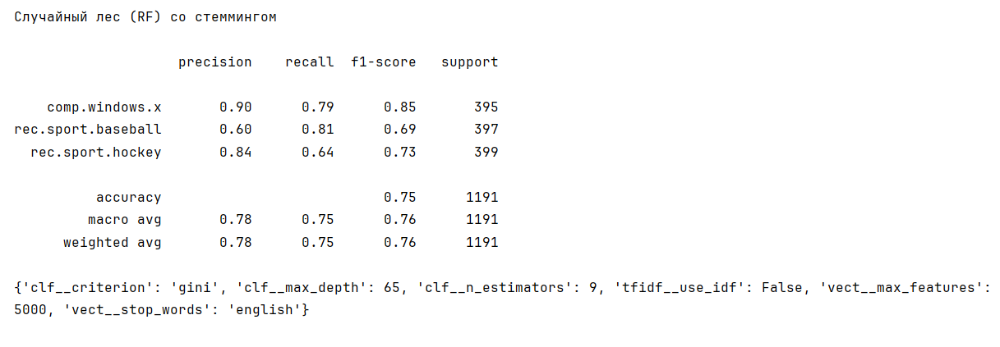 Случайный лес (RF) со стеммингом
precision recall f1-score support
comp.windows.x 0.90 0.79 0.85 395
rec.sport.baseball 0.60 0.81 0.69 397
rec.sport.hockey 0.84 0.64 0.73 399
accuracy 0.75 1191
macro avg 0.78 0.75 0.76 1191
weighted avg 0.78 0.75 0.76 1191
{'clf__criterion': 'gini', 'clf__max_depth': 65, 'clf__n_estimators': 9, 'tfidf__use_idf': False, 'vect__max_features':
5000, 'vect__stop_words': 'english'}